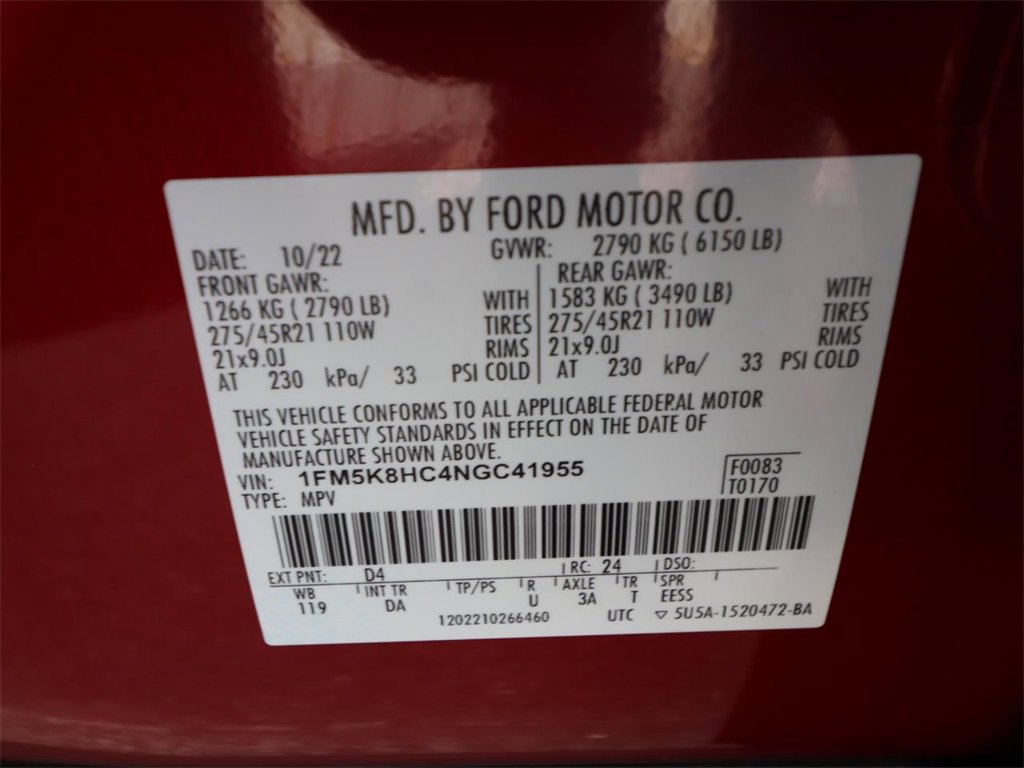 MFD. BY FORD MOTOR CO.
DATE: 10/22 GVWR: 2790 KG ( 6150 LB)
FRONT GAWR: REAR GAWR:
1266 KG ( 2790 LB) WITH 1583 KG ( 3490 LB) WITH
275/45R21 110W TIRES 275/45R21 110W TIRES
21x9.0J RIMS 21x9.0J RIMS
AT 230 kPa/ 33 PSI COLD AT 230 kPa/ 33 PSI COLD
THIS VEHICLE CONFORMS TO ALL APPLICABLE FEDERAL MOTOR
VEHICLE SAFETY STANDARDS IN EFFECT ON THE DATE OF
MANUFACTURE SHOWN ABOVE.
VIN: 1FM5K8HC4NGC41955 F0083
TYPE: MPV T0170
EXT PNT: D4 RC: 24 DSO:
WB INT TR TP/PS R AXLE TR SPR
119 DA U 3A T EESS
1202210266460 UTC ▽ 5U5A-1520472-BA